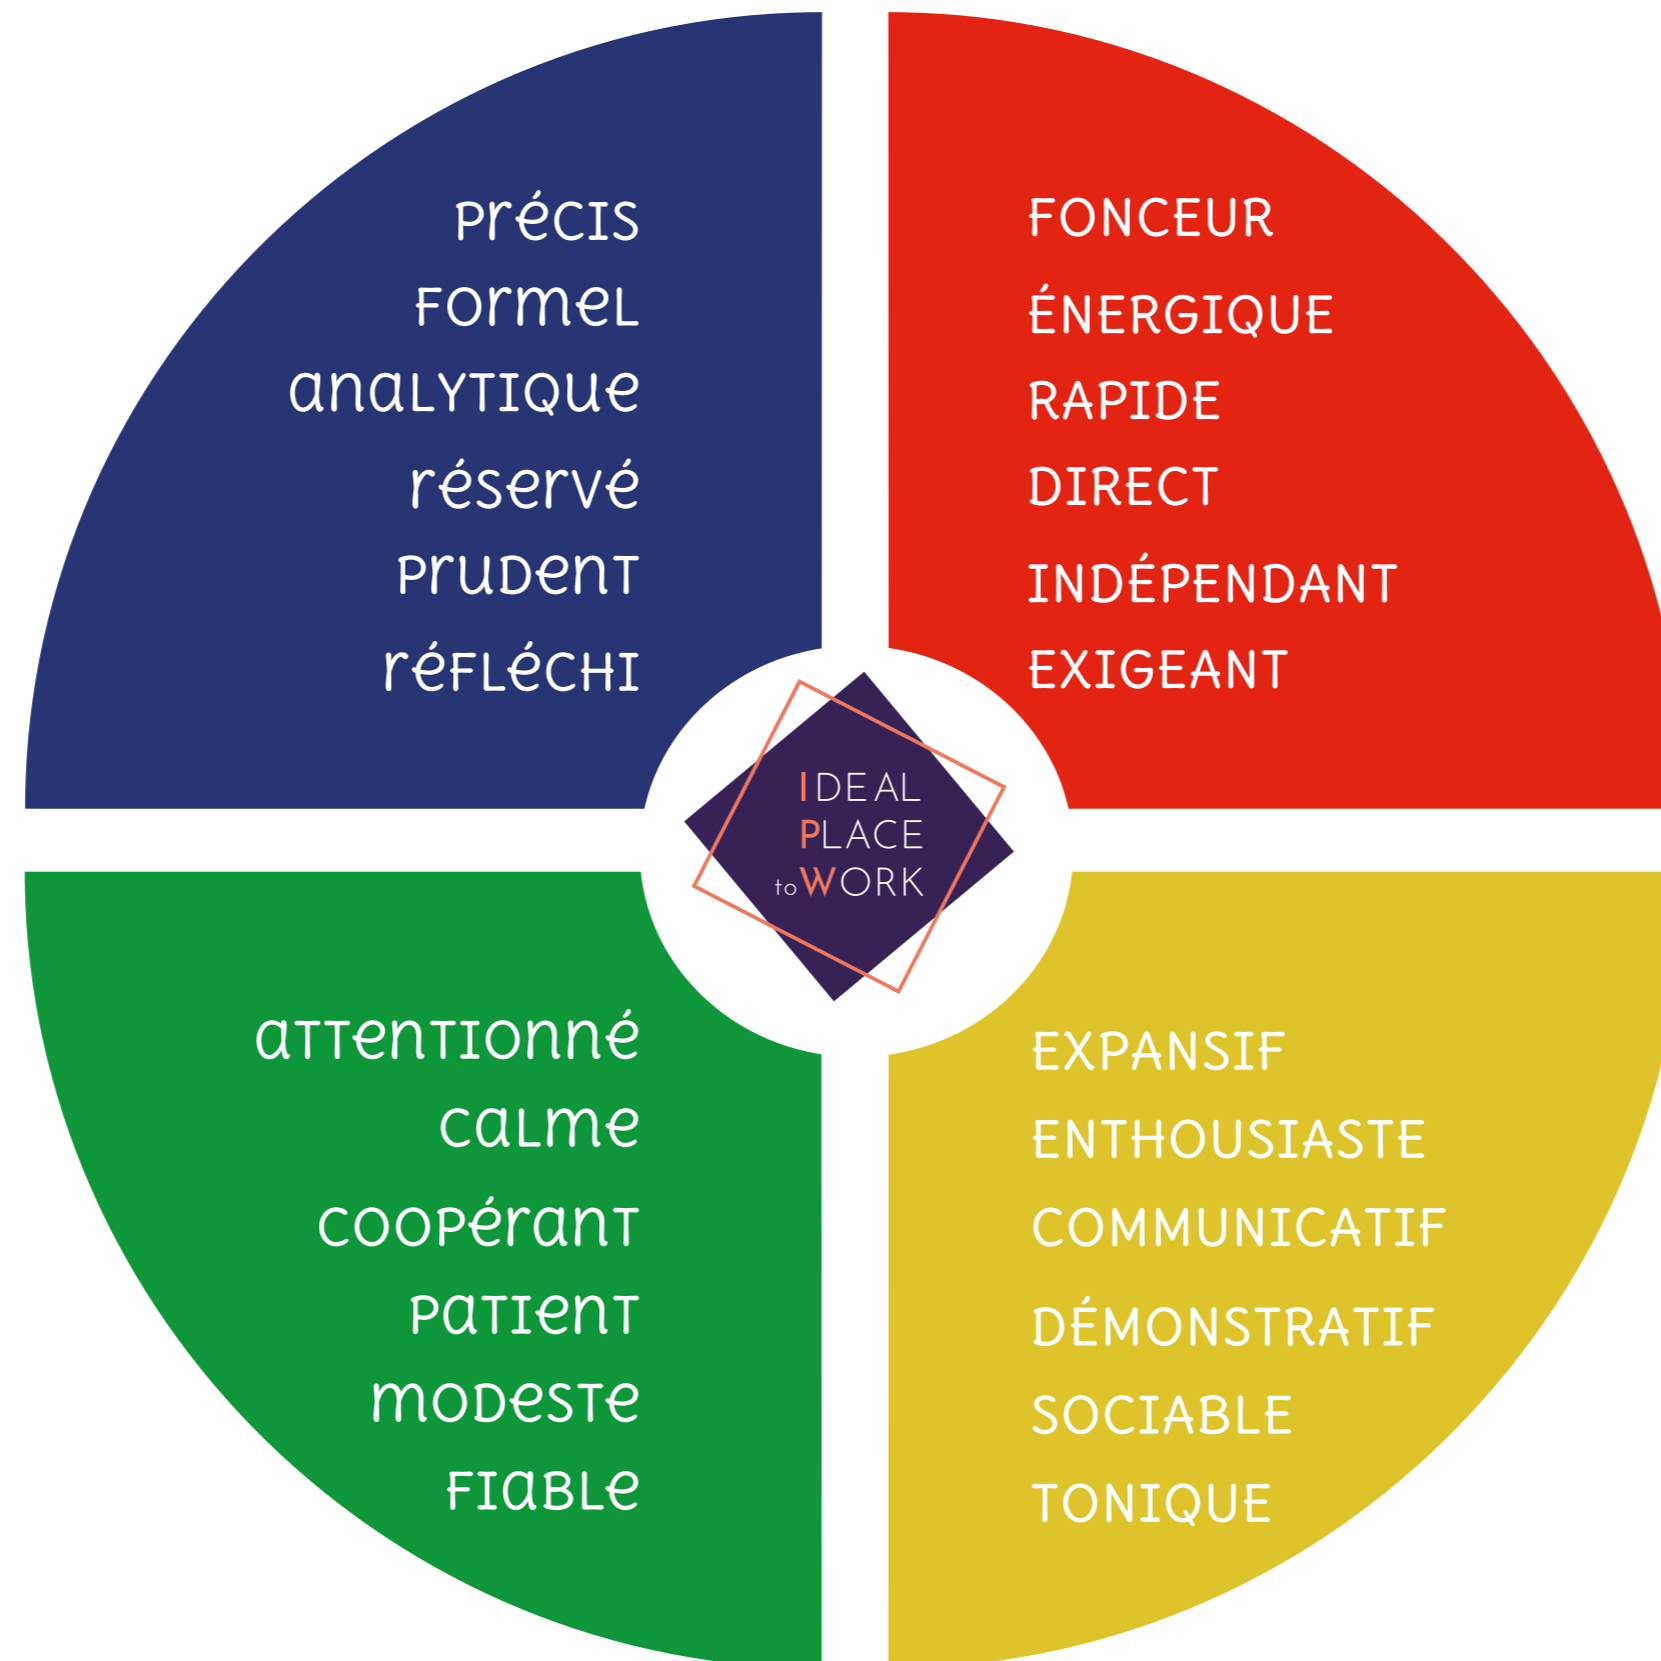 précis
formel
analytique
réservé
prudent
réfléchi
FONCEUR
ÉNERGIQUE
RAPIDE
DIRECT
INDÉPENDANT
EXIGEANT
IDEAL
PLACE
to WORK
attentionné
calme
coopérant
patient
modeste
fiable
EXPANSIF
ENTHOUSIASTE
COMMUNICATIF
DÉMONSTRATIF
SOCIABLE
TONIQUE